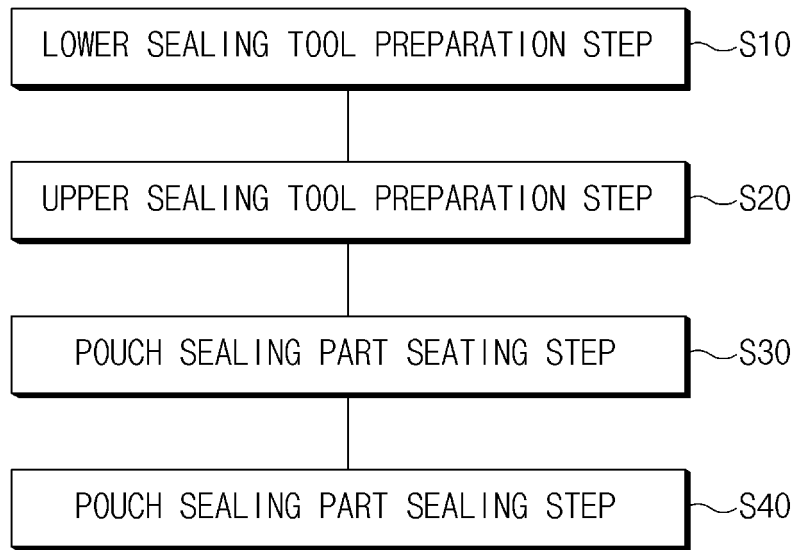 LOWER SEALING TOOL PREPARATION STEP S10
UPPER SEALING TOOL PREPARATION STEP S20
POUCH SEALING PART SEATING STEP S30
POUCH SEALING PART SEALING STEP S40